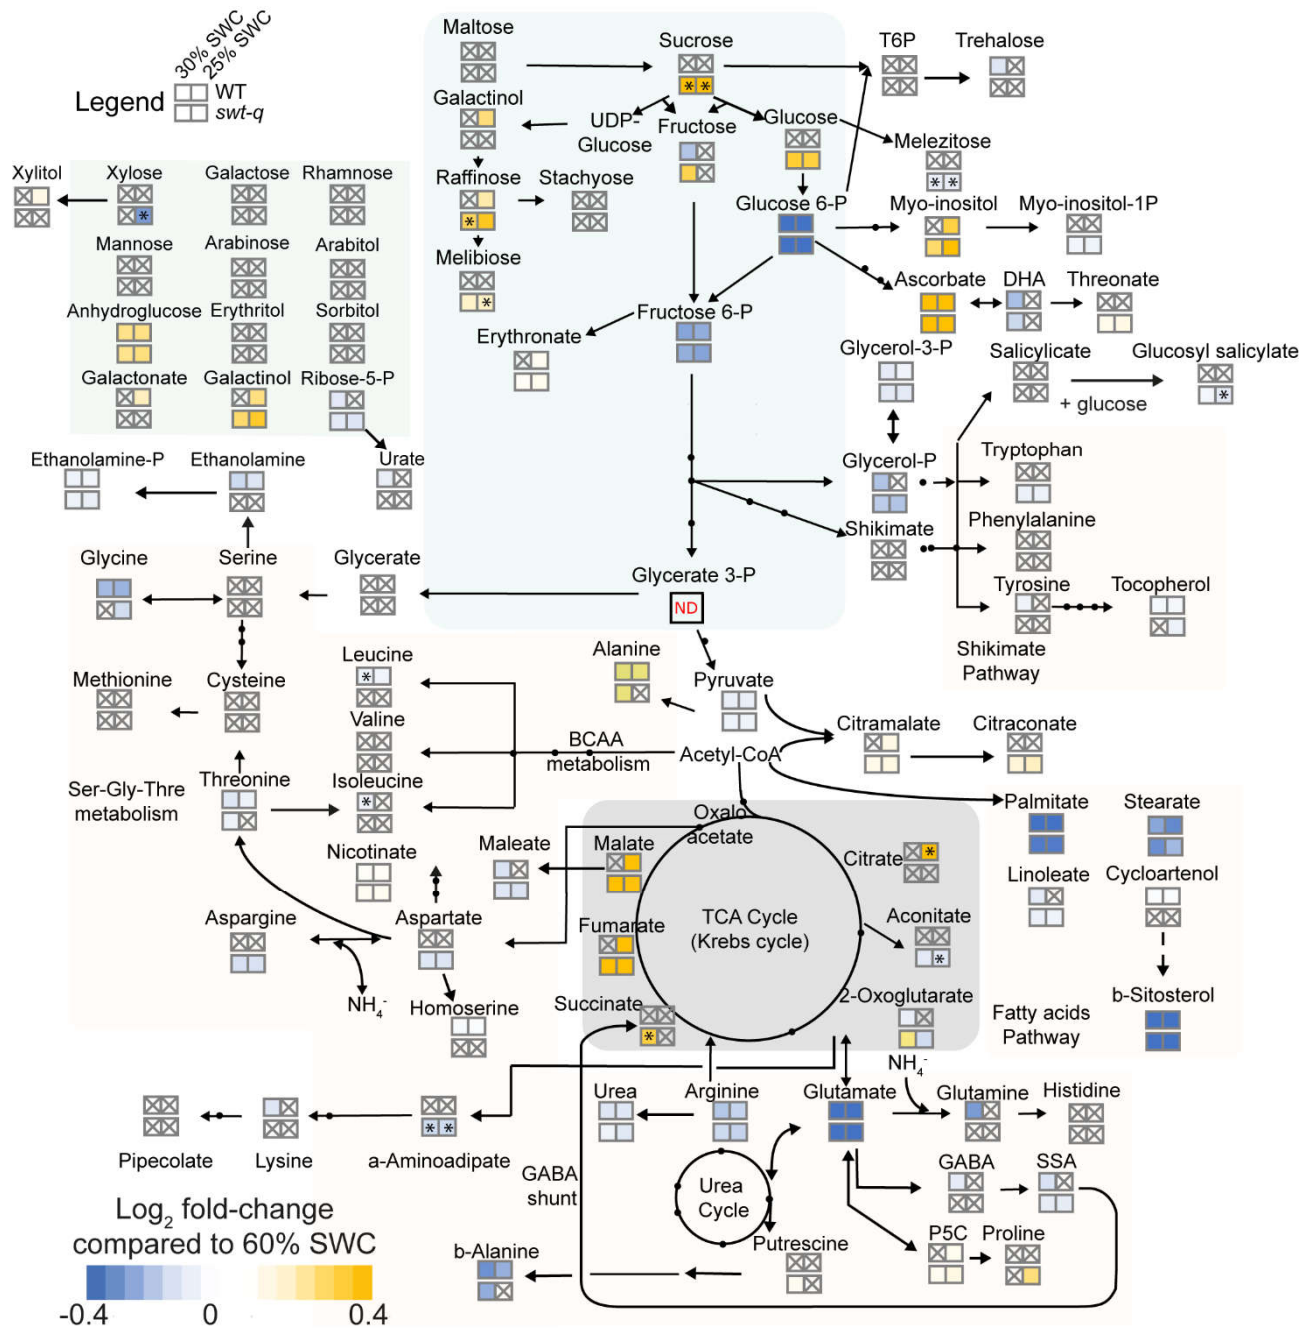 30% SWC
25% SWC
Legend
WT
swt-q
Maltose
Sucrose
T6P
Trehalose
Galactinol
UDP-
Glucose
Fructose
Glucose
Melezitose
Xylitol
Xylose
Galactose
Rhamnose
Raffinose
Stachyose
Glucose 6-P
Myo-inositol
Myo-inositol-1P
Mannose
Arabinose
Arabitol
Melibiose
Ascorbate
DHA
Threonate
Anhydroglucose
Erythritol
Sorbitol
Erythronate
Fructose 6-P
Glycerol-3-P
Salicylicate
Glucosyl salicylate
+ glucose
Galactonate
Galactinol
Ribose-5-P
Ethanolamine-P
Ethanolamine
Urate
Glycerol-P
Tryptophan
Shikimate
Phenylalanine
Glycine
Serine
Glycerate
Glycerate 3-P
ND
Tyrosine
Tocopherol
Shikimate
Pathway
Leucine
Alanine
Pyruvate
Methionine
Cysteine
Valine
BCAA
metabolism
Acetyl-CoA
Citramalate
Citraconate
Ser-Gly-Thre
metabolism
Threonine
Isoleucine
Oxalo
acetate
Palmitate
Stearate
Nicotinate
Maleate
Malate
Citrate
Linoleate
Cycloartenol
Aspargine
Aspartate
Fumarate
TCA Cycle
(Krebs cycle)
Aconitate
NH4-
Homoserine
Succinate
2-Oxoglutarate
Fatty acids
Pathway
b-Sitosterol
NH4-
Urea
Arginine
Glutamate
Glutamine
Histidine
Pipecolate
Lysine
a-Aminoadipate
GABA
shunt
Urea
Cycle
GABA
SSA
P5C
Proline
Putrescine
b-Alanine
Log2 fold-change
compared to 60% SWC
-0.4
0
0.4